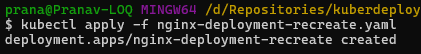 prana@Pranav-LOQ MINGW64 /d/Repositories/kuberdeploy
$ kubectl apply -f nginx-deployment-recreate.yaml
deployment.apps/nginx-deployment-recreate created